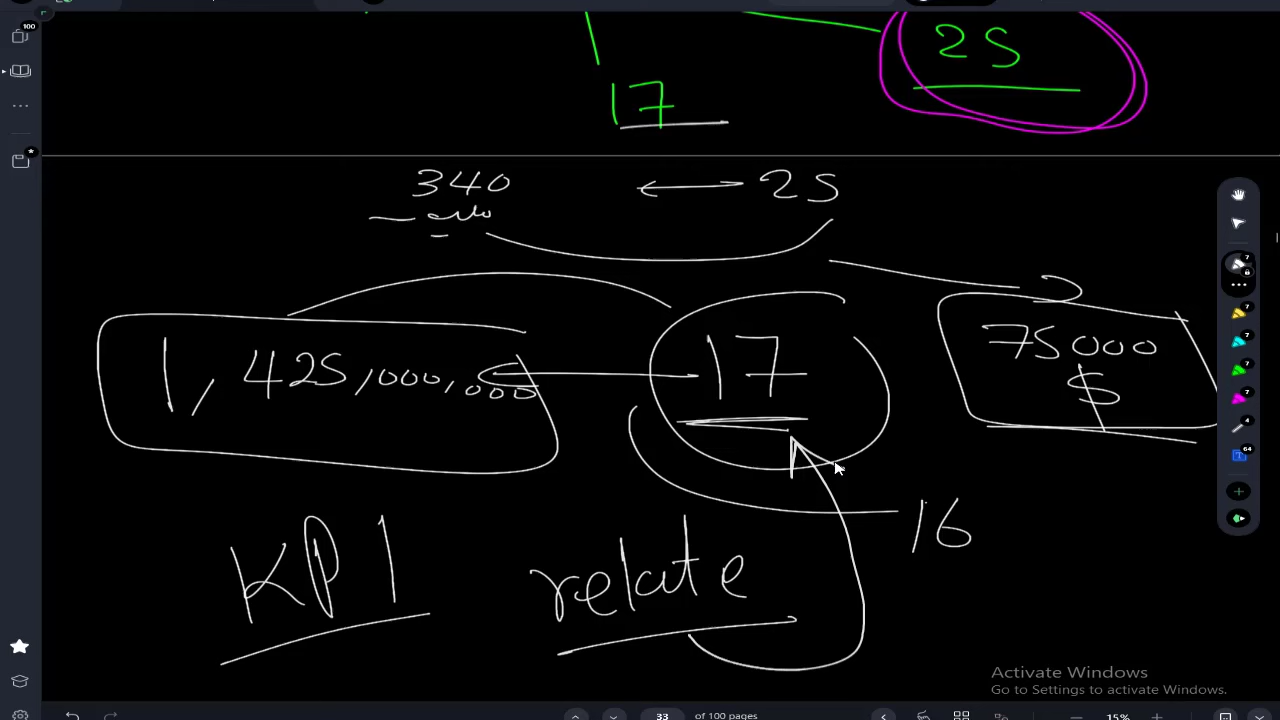 25
17
340 25
1,425,000,000 17 75000
$
16
KPI relate
Activate Windows
Go to Settings to activate Windows.
33 of 100 pages 15%